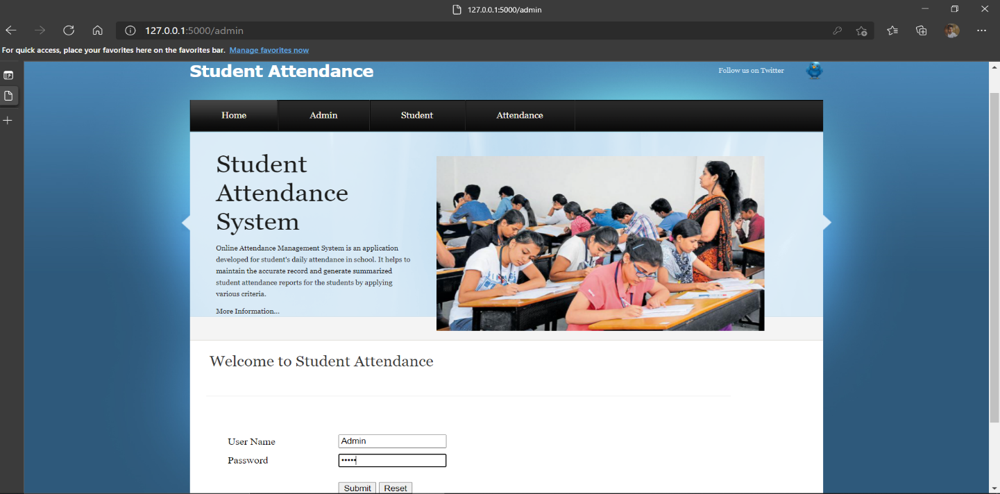 127.0.0.1:5000/admin
127.0.0.1:5000/admin
For quick access, place your favorites here on the favorites bar. Manage favorites now
Student Attendance
Follow us on Twitter
Home Admin Student Attendance
Student
Attendance
System
Online Attendance Management System is an application
developed for student's daily attendance in school. It helps to
maintain the accurate record and generate summarized
student attendance reports for the students by applying
various criteria.
More Information...
Welcome to Student Attendance
User Name Admin
Password •••••
Submit Reset